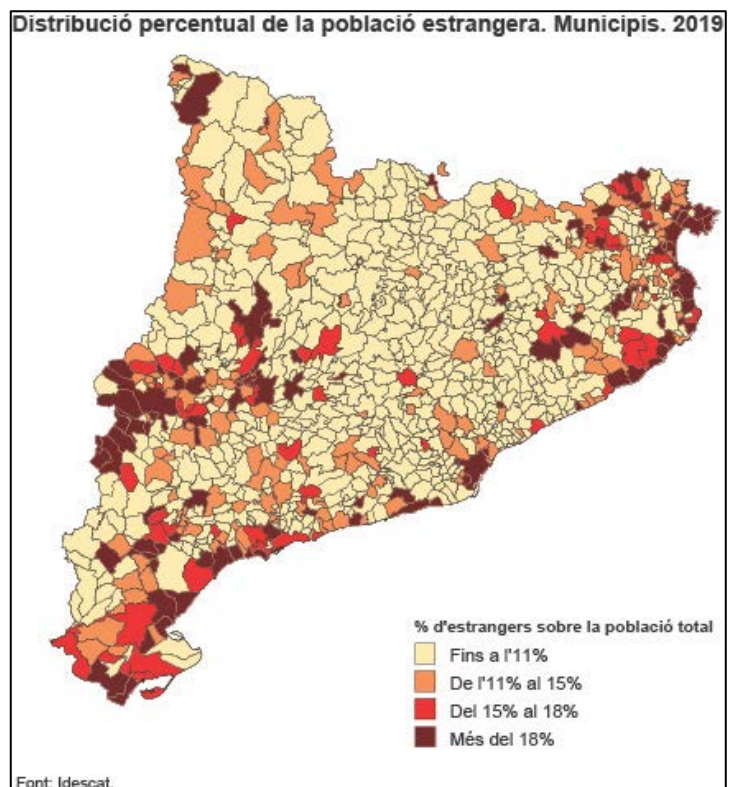 Distribució percentual de la població estrangera. Municipis. 2019
% d'estrangers sobre la població total
Fins a l'11%
De l'11% al 15%
Del 15% al 18%
Més del 18%
Font: Idescat.